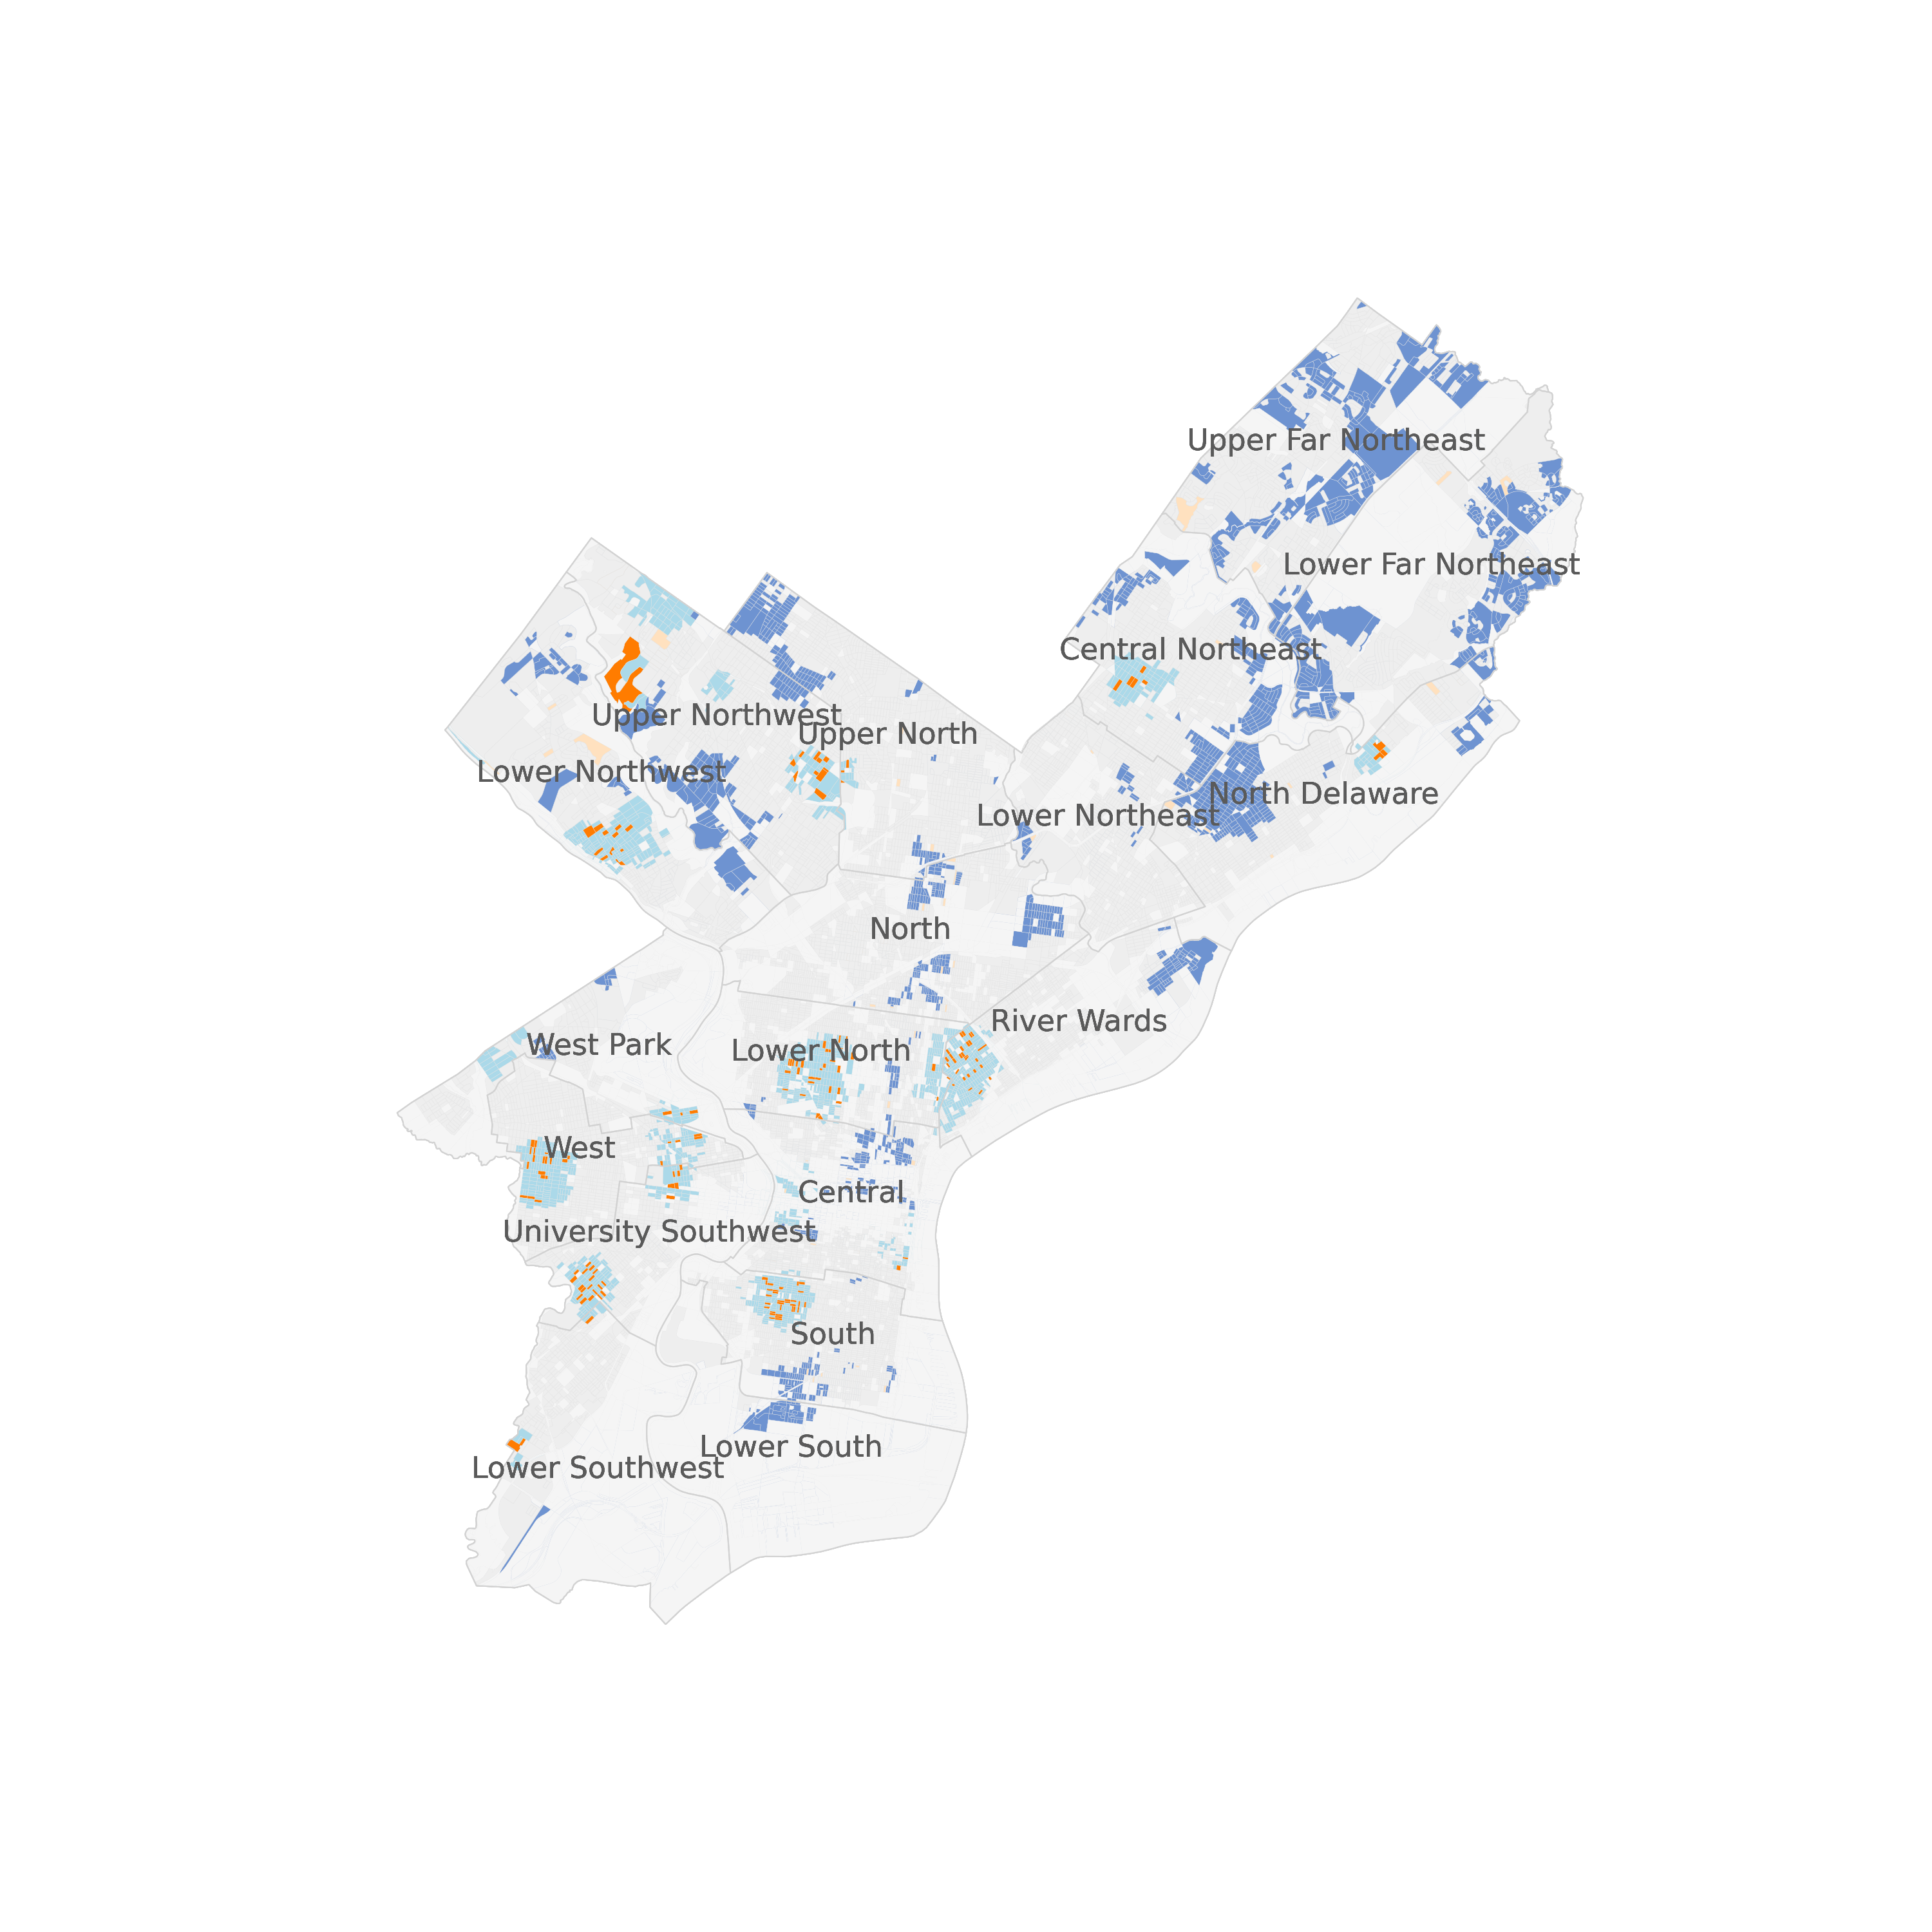 Upper Far Northeast
Lower Far Northeast
Central Northeast
Upper Northwest
Upper North
Lower Northwest
North Delaware
Lower Northeast
North
River Wards
West Park
Lower North
West
Central
University Southwest
South
Lower South
Lower Southwest